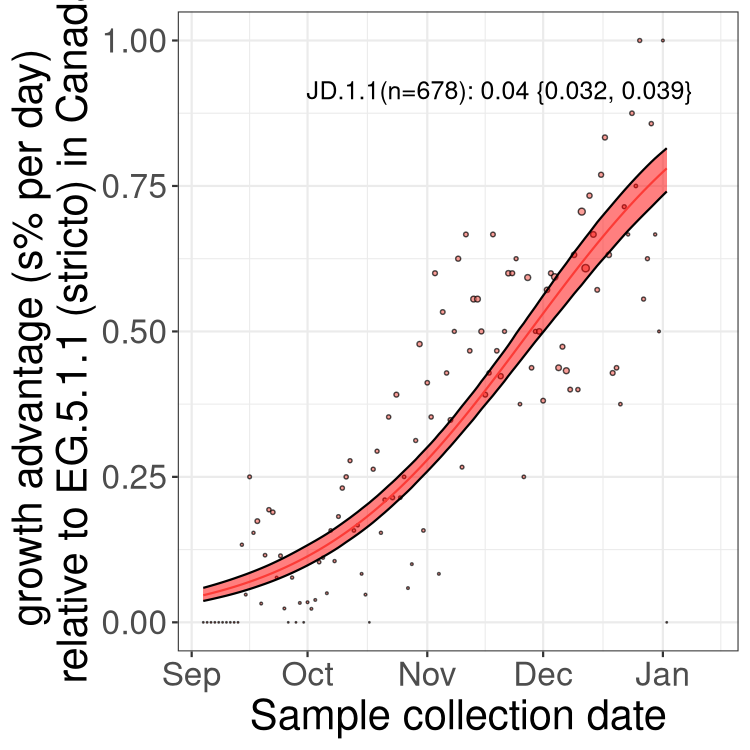 growth advantage (s% per day)
relative to EG.5.1.1 (stricto) in Canada
1.00
0.75
0.50
0.25
0.00
JD.1.1(n=678): 0.04 {0.032, 0.039}
Sep Oct Nov Dec Jan
Sample collection date